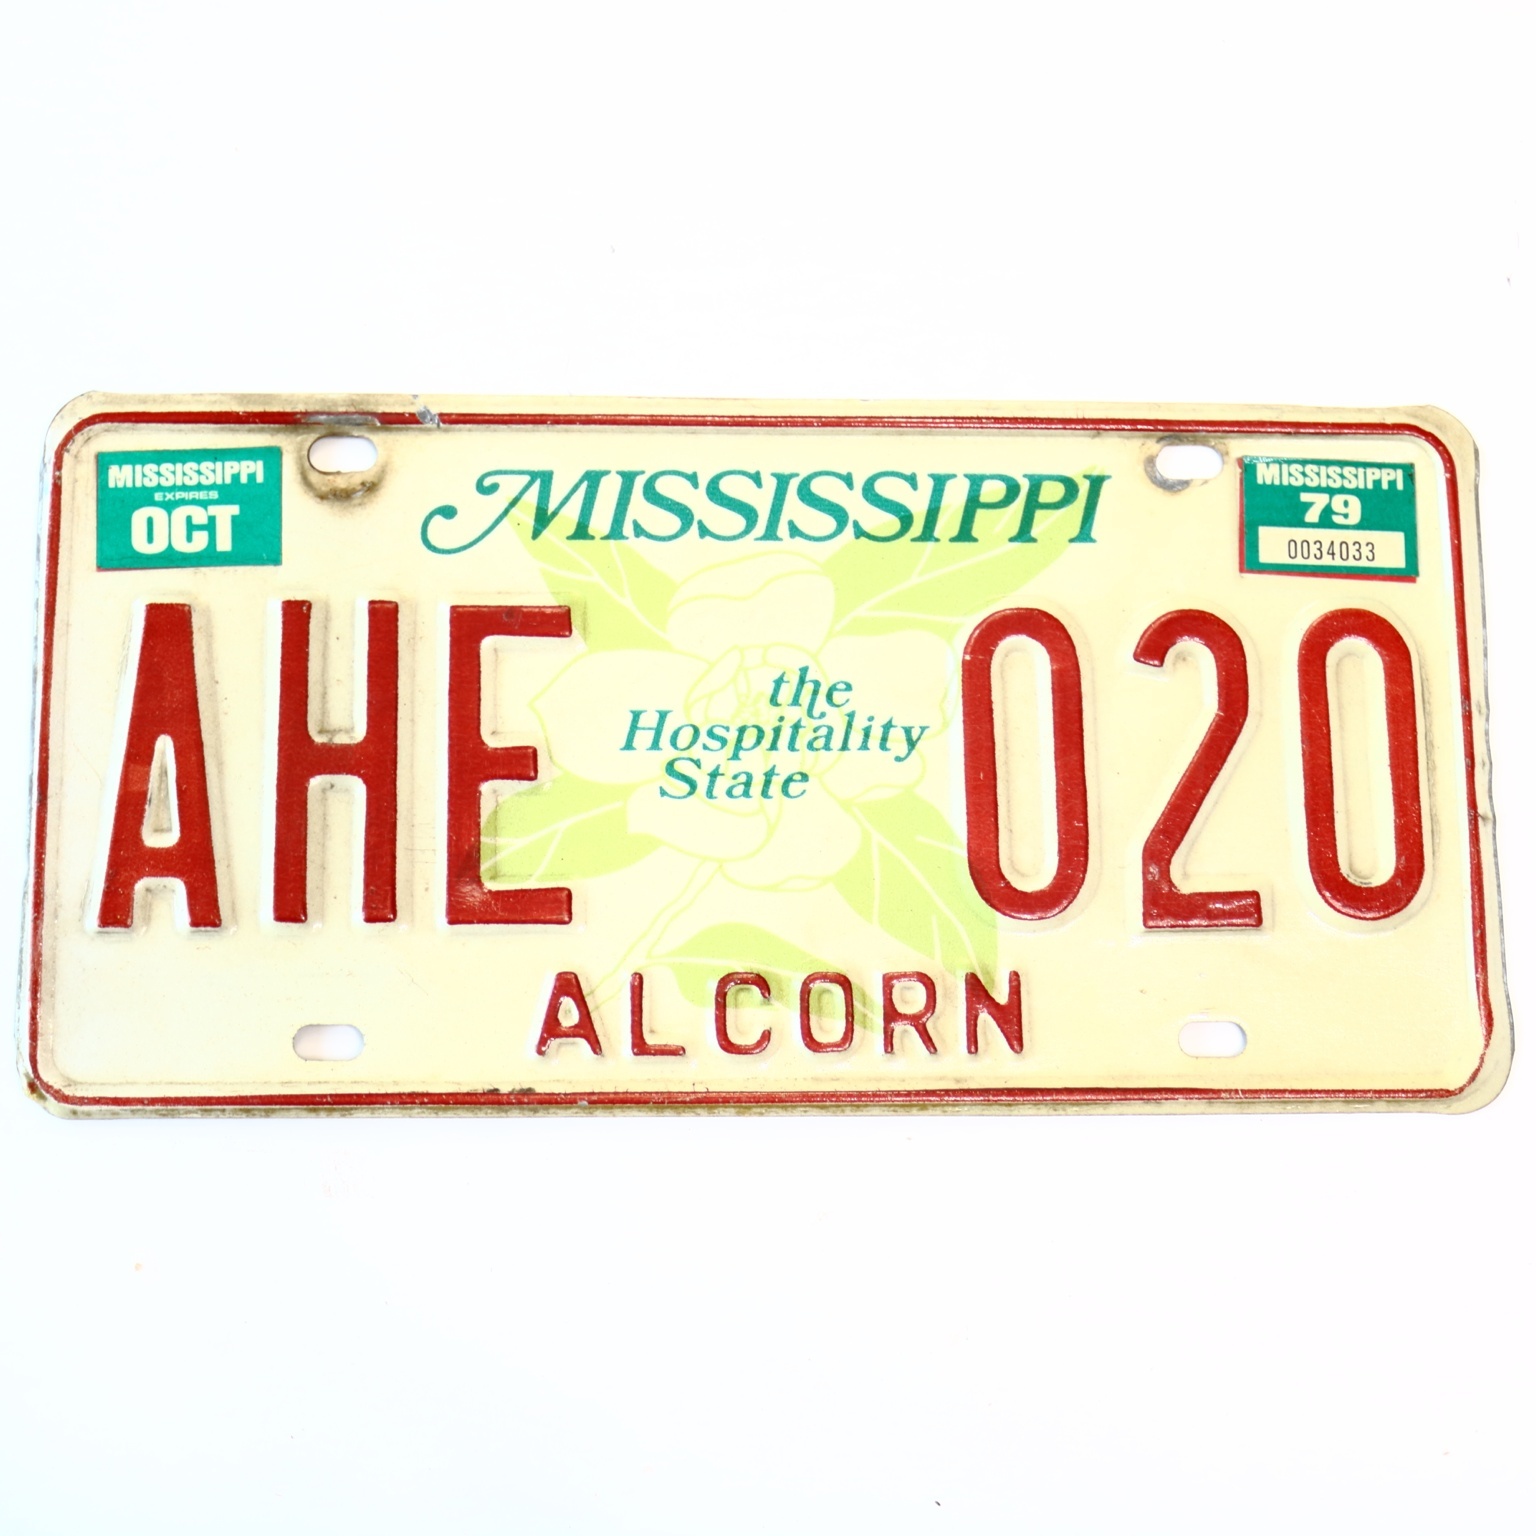 MISSISSIPPI
EXPIRES
OCT
MISSISSIPPI
MISSISSIPPI
79
0034033
AHE 020
the
Hospitality
State
ALCORN